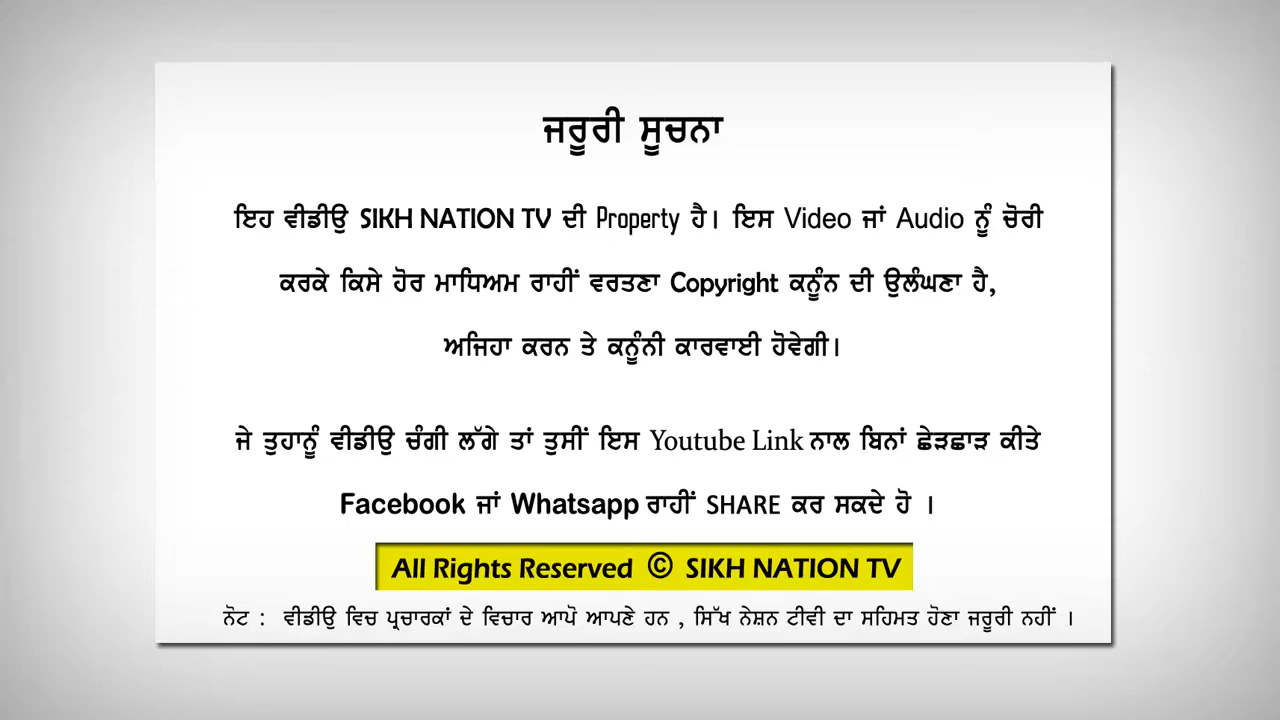 ਜਰੂਰੀ ਸੂਚਨਾ
ਇਹ ਵੀਡੀਉ SIKH NATION TV ਦੀ Property ਹੈ। ਇਸ Video ਜਾਂ Audio ਨੂੰ ਚੋਰੀ
ਕਰਕੇ ਕਿਸੇ ਹੋਰ ਮਾਧਿਅਮ ਰਾਹੀਂ ਵਰਤਣਾ Copyright ਕਨੂੰਨ ਦੀ ਉਲੰਘਣਾ ਹੈ,
ਅਜਿਹਾ ਕਰਨ ਤੇ ਕਨੂੰਨੀ ਕਾਰਵਾਈ ਹੋਵੇਗੀ।
ਜੇ ਤੁਹਾਨੂੰ ਵੀਡੀਉ ਚੰਗੀ ਲੱਗੇ ਤਾਂ ਤੁਸੀਂ ਇਸ Youtube Link ਨਾਲ ਬਿਨਾਂ ਛੇੜਛਾੜ ਕੀਤੇ
Facebook ਜਾਂ Whatsapp ਰਾਹੀਂ SHARE ਕਰ ਸਕਦੇ ਹੋ ।
All Rights Reserved © SIKH NATION TV
ਨੋਟ : ਵੀਡੀਉ ਵਿਚ ਪ੍ਰਚਾਰਕਾਂ ਦੇ ਵਿਚਾਰ ਆਪੋ ਆਪਣੇ ਹਨ , ਸਿੱਖ ਨੇਸ਼ਨ ਟੀਵੀ ਦਾ ਸਹਿਮਤ ਹੋਣਾ ਜਰੂਰੀ ਨਹੀਂ ।